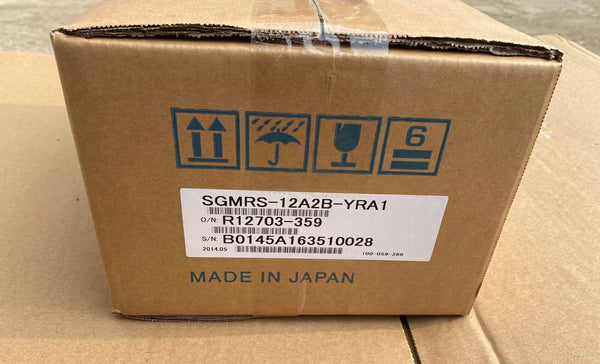 6
SGMRS-12A2B-YRA1
O/N: R12703-359
S/N: B0145A163510028
2014.05 100-059-286
MADE IN JAPAN